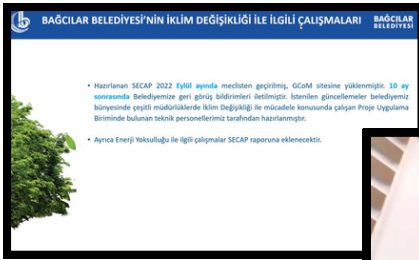 BAĞCILAR BELEDİYESİ'NİN İKLİM DEĞİŞİKLİĞİ İLE İLGİLİ ÇALIŞMALARI
BAĞCILAR
BELEDİYESİ
• Hazırlanan SECAP 2022 Eylül ayında meclisten geçirilmiş, GCoM sitesine yüklenmiştir. 10 ay
sonrasında Belediyemize geri görüş bildirimleri iletilmiştir. İstenilen güncellemeler belediyemiz
bünyesinde çeşitli müdürlüklerde İklim Değişikliği ile mücadele konusunda çalışan Proje Uygulama
Biriminde bulunan teknik personellerimiz tarafından hazırlanmıştır.
• Ayrıca Enerji Yoksulluğu ile ilgili çalışmalar SECAP raporuna eklenecektir.